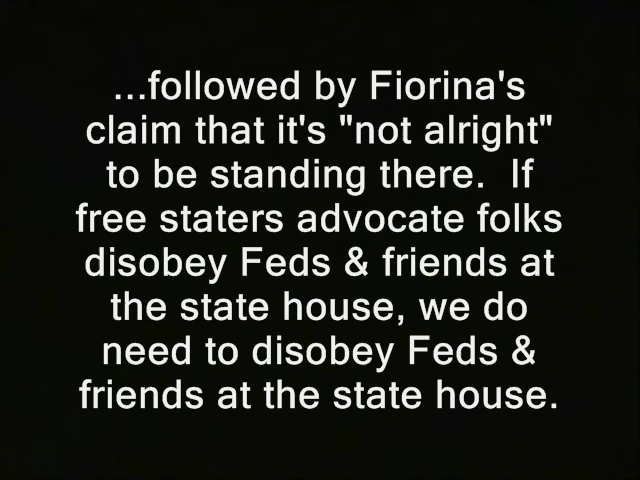 ...followed by Fiorina's
claim that it's "not alright"
to be standing there.  If
free staters advocate folks
disobey Feds & friends at
the state house, we do
need to disobey Feds &
friends at the state house.